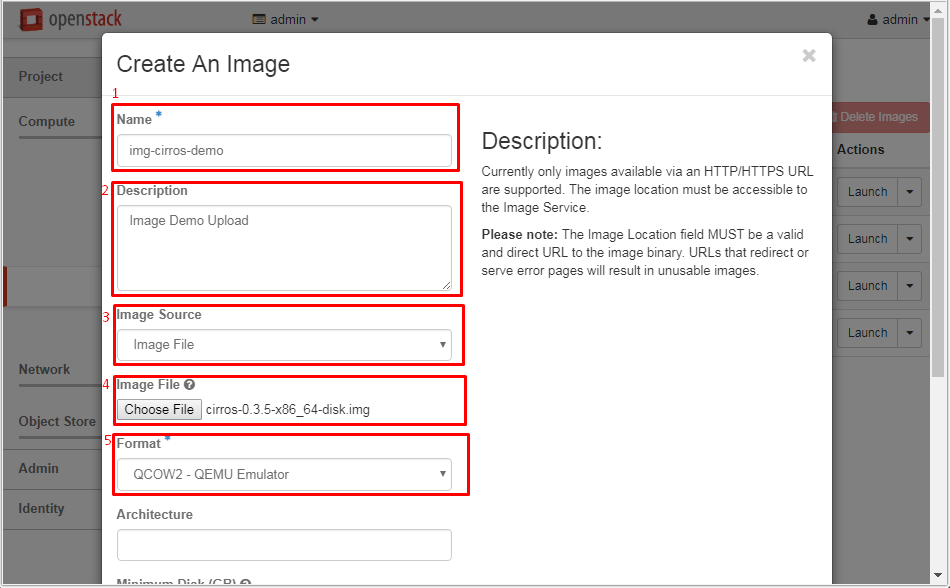 openstack
admin
admin
Create An Image
Project
Compute
Network
Object Store
Admin
Identity
1
Name *
img-cirros-demo
2
Description
Image Demo Upload
3
Image Source
Image File
4
Image File
Choose File cirros-0.3.5-x86_64-disk.img
5
Format *
QCOW2 - QEMU Emulator
Architecture
Minimum Disk (GB)
Description:
Currently only images available via an HTTP/HTTPS URL
are supported. The image location must be accessible to
the Image Service.
Please note: The Image Location field MUST be a valid
and direct URL to the image binary. URLs that redirect or
serve error pages will result in unusable images.
Delete Images
Actions
Launch
Launch
Launch
Launch